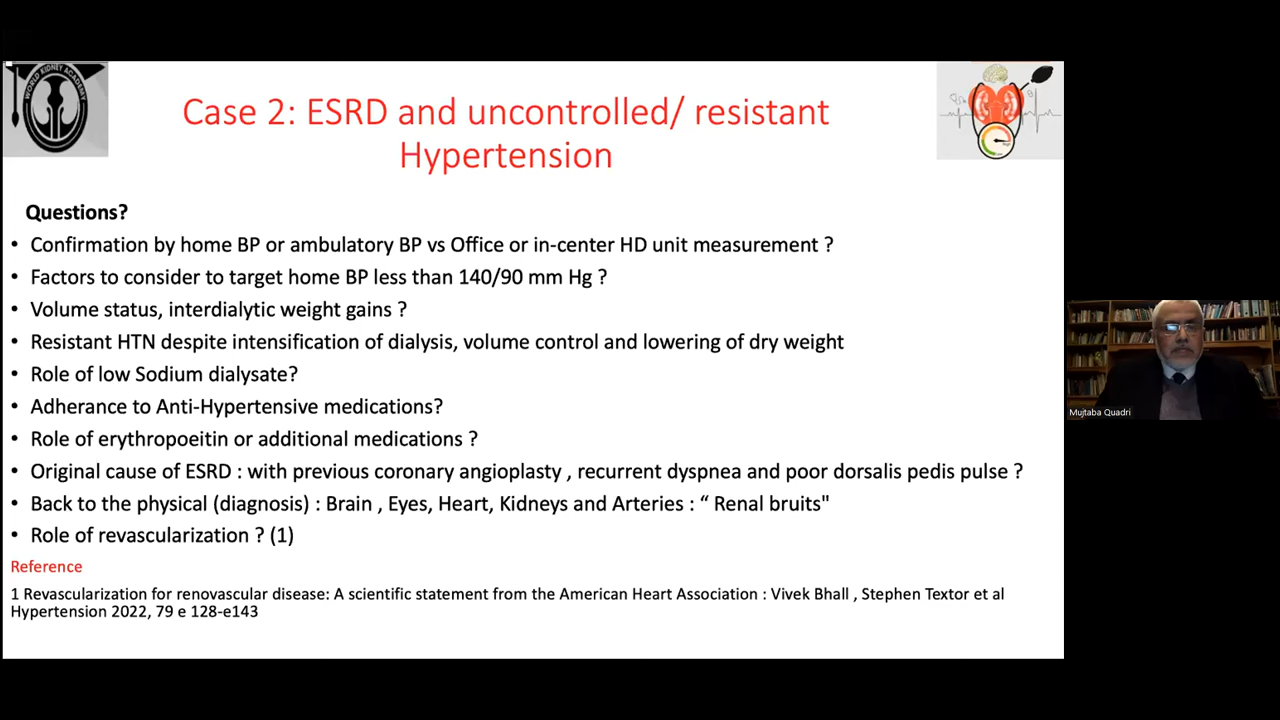 WORLD KIDNEY ACADEMY
Case 2: ESRD and uncontrolled/ resistant
Hypertension
Questions?
• Confirmation by home BP or ambulatory BP vs Office or in-center HD unit measurement ?
• Factors to consider to target home BP less than 140/90 mm Hg ?
• Volume status, interdialytic weight gains ?
• Resistant HTN despite intensification of dialysis, volume control and lowering of dry weight
• Role of low Sodium dialysate?
• Adherance to Anti-Hypertensive medications?
• Role of erythropoeitin or additional medications ?
• Original cause of ESRD : with previous coronary angioplasty , recurrent dyspnea and poor dorsalis pedis pulse ?
• Back to the physical (diagnosis) : Brain , Eyes, Heart, Kidneys and Arteries : “ Renal bruits"
• Role of revascularization ? (1)
Reference
1 Revascularization for renovascular disease: A scientific statement from the American Heart Association : Vivek Bhall , Stephen Textor et al
Hypertension 2022, 79 e 128-e143
Mujtaba Quadri